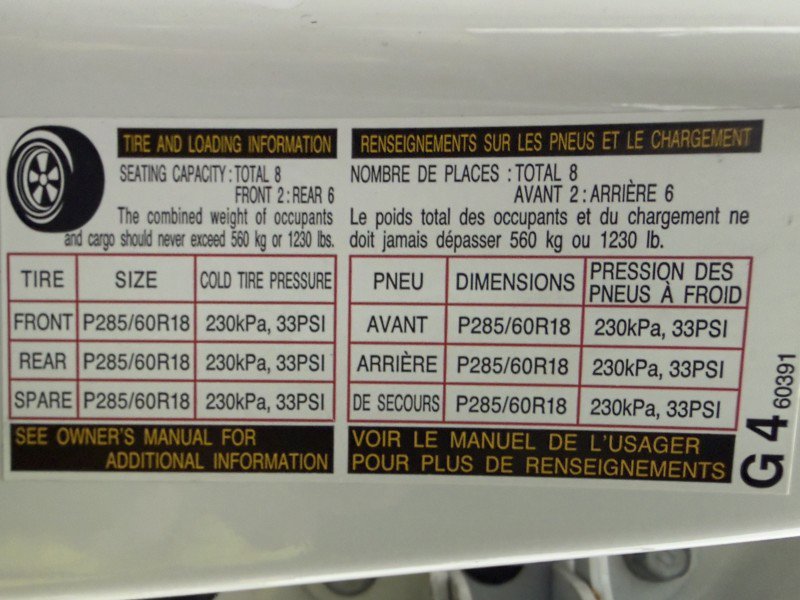 TIRE AND LOADING INFORMATION
SEATING CAPACITY : TOTAL 8
FRONT 2 : REAR 6
The combined weight of occupants
and cargo should never exceed 560 kg or 1230 lbs.
TIRE SIZE COLD TIRE PRESSURE
FRONT P285/60R18 230kPa, 33PSI
REAR P285/60R18 230kPa, 33PSI
SPARE P285/60R18 230kPa, 33PSI
SEE OWNER'S MANUAL FOR
ADDITIONAL INFORMATION
RENSEIGNEMENTS SUR LES PNEUS ET LE CHARGEMENT
NOMBRE DE PLACES : TOTAL 8
AVANT 2 : ARRIÈRE 6
Le poids total des occupants et du chargement ne
doit jamais dépasser 560 kg ou 1230 lb.
PNEU DIMENSIONS PRESSION DES
PNEUS À FROID
AVANT P285/60R18 230kPa, 33PSI
ARRIÈRE P285/60R18 230kPa, 33PSI
DE SECOURS P285/60R18 230kPa, 33PSI
VOIR LE MANUEL DE L'USAGER
POUR PLUS DE RENSEIGNEMENTS
G 4 60391